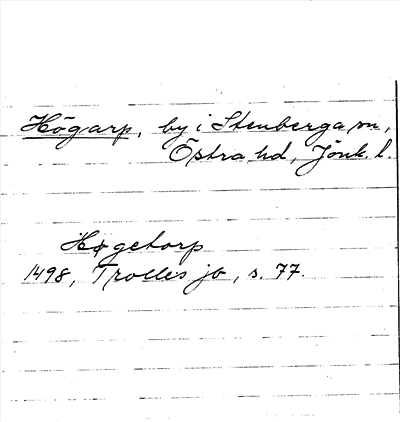 Högarp, by i Stenberga sn,
Östra hd, Jönk. l.
Høgetorp
1498, Trolles jb, s. 77.